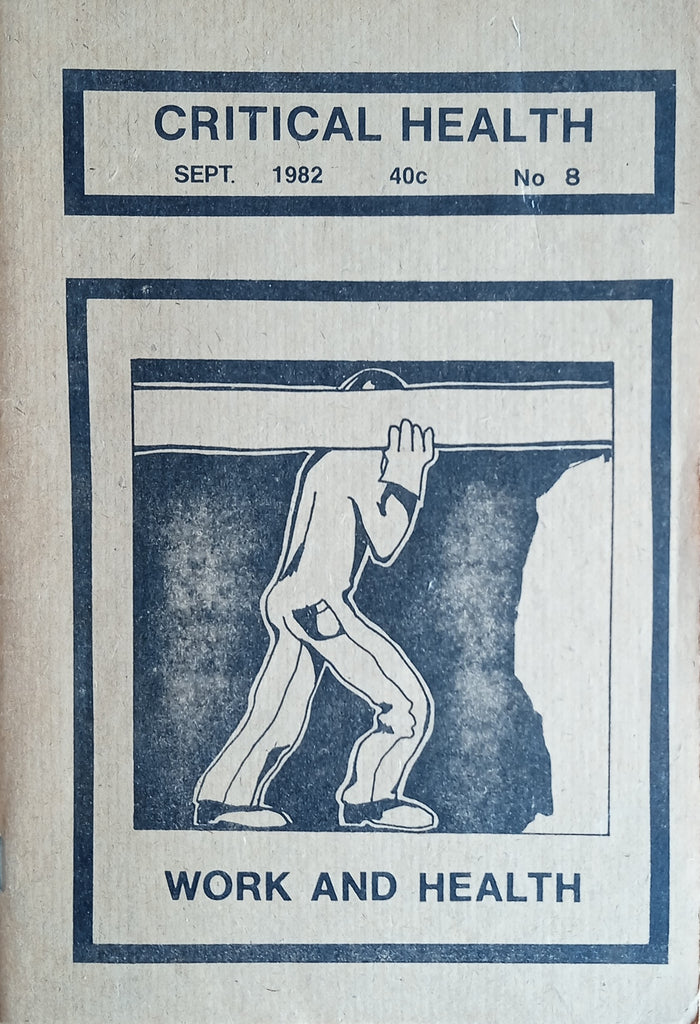 CRITICAL HEALTH
SEPT. 1982 40c No 8
WORK AND HEALTH